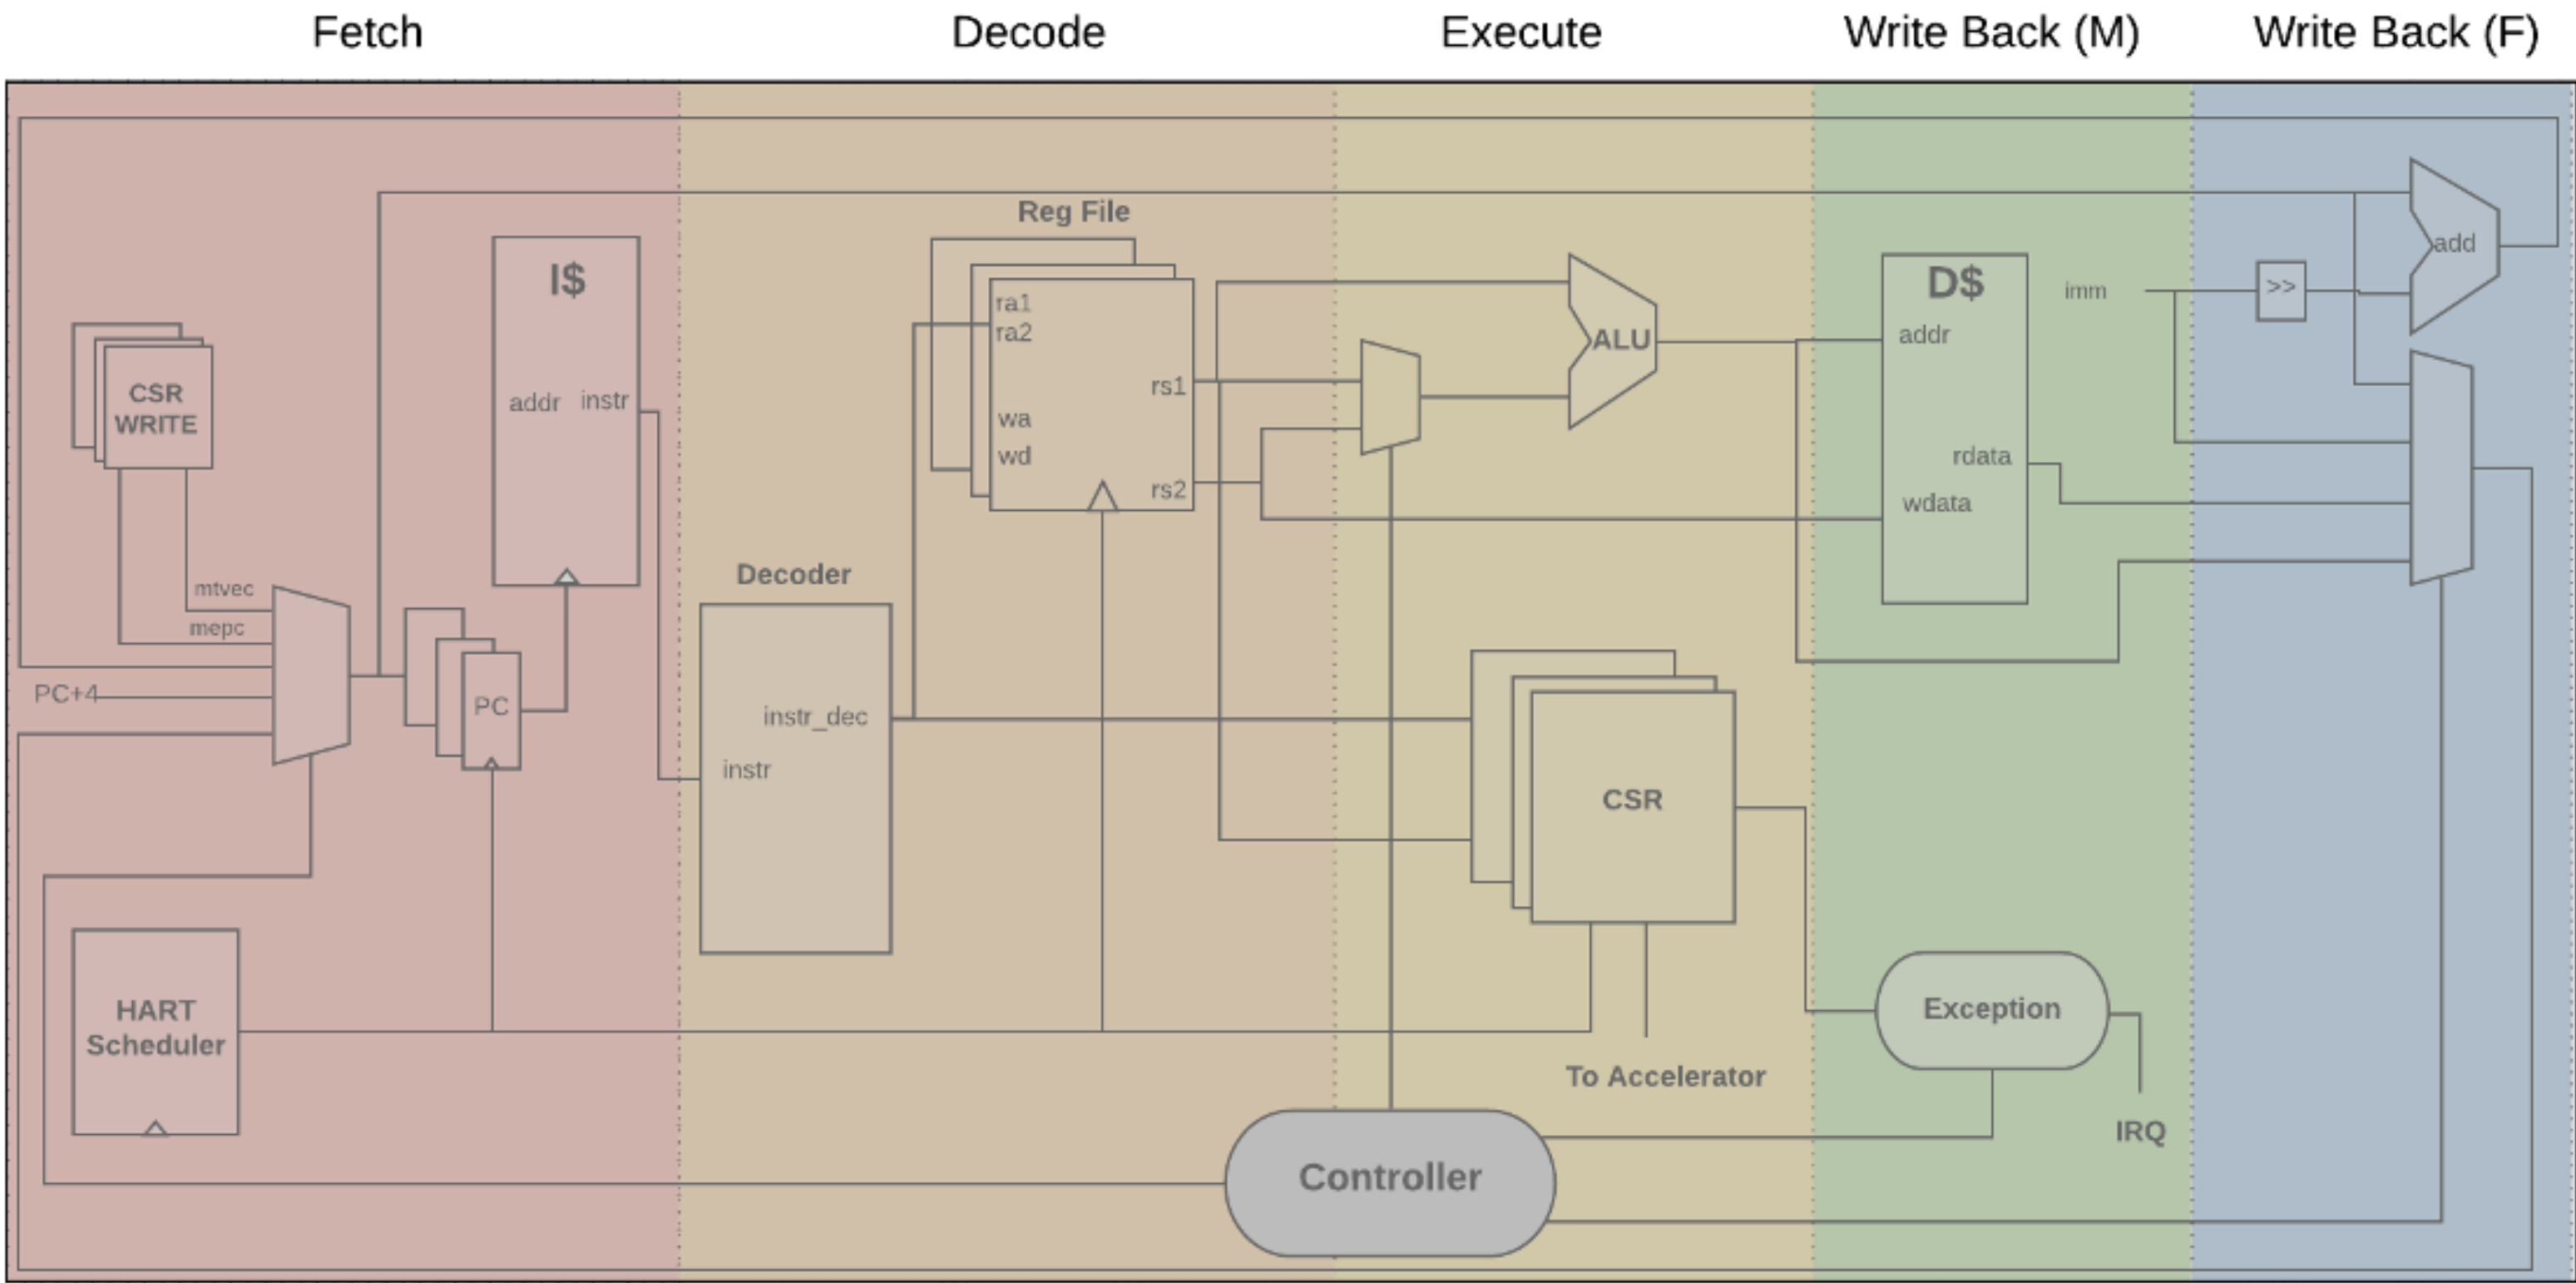 Fetch
Decode
Execute
Write Back (M)
Write Back (F)
CSR
WRITE
mtvec
mepc
PC+4
PC
I$
addr instr
HART
Scheduler
Reg File
ra1
ra2
rs1
wa
wd
rs2
Decoder
instr_dec
instr
ALU
CSR
To Accelerator
Controller
D$
addr
rdata
wdata
imm
Exception
IRQ
>>
add